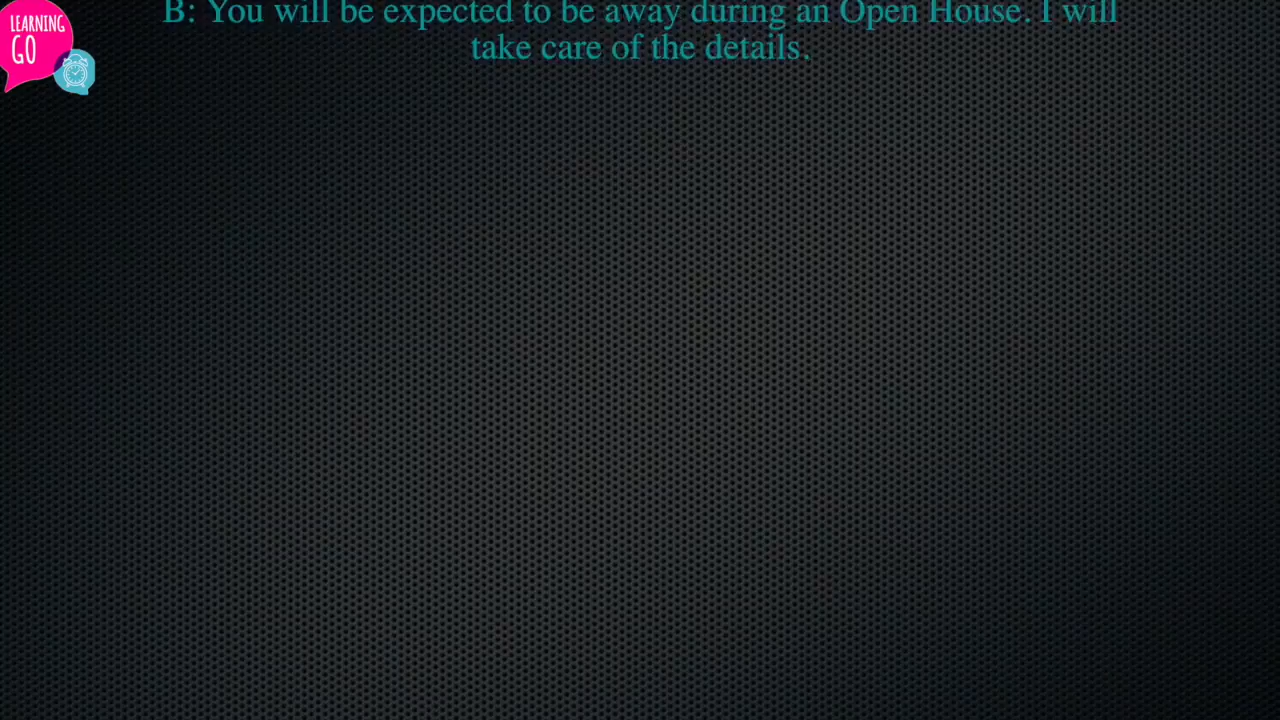 LEARNING
GO
B: You will be expected to be away during an Open House. I will
take care of the details.